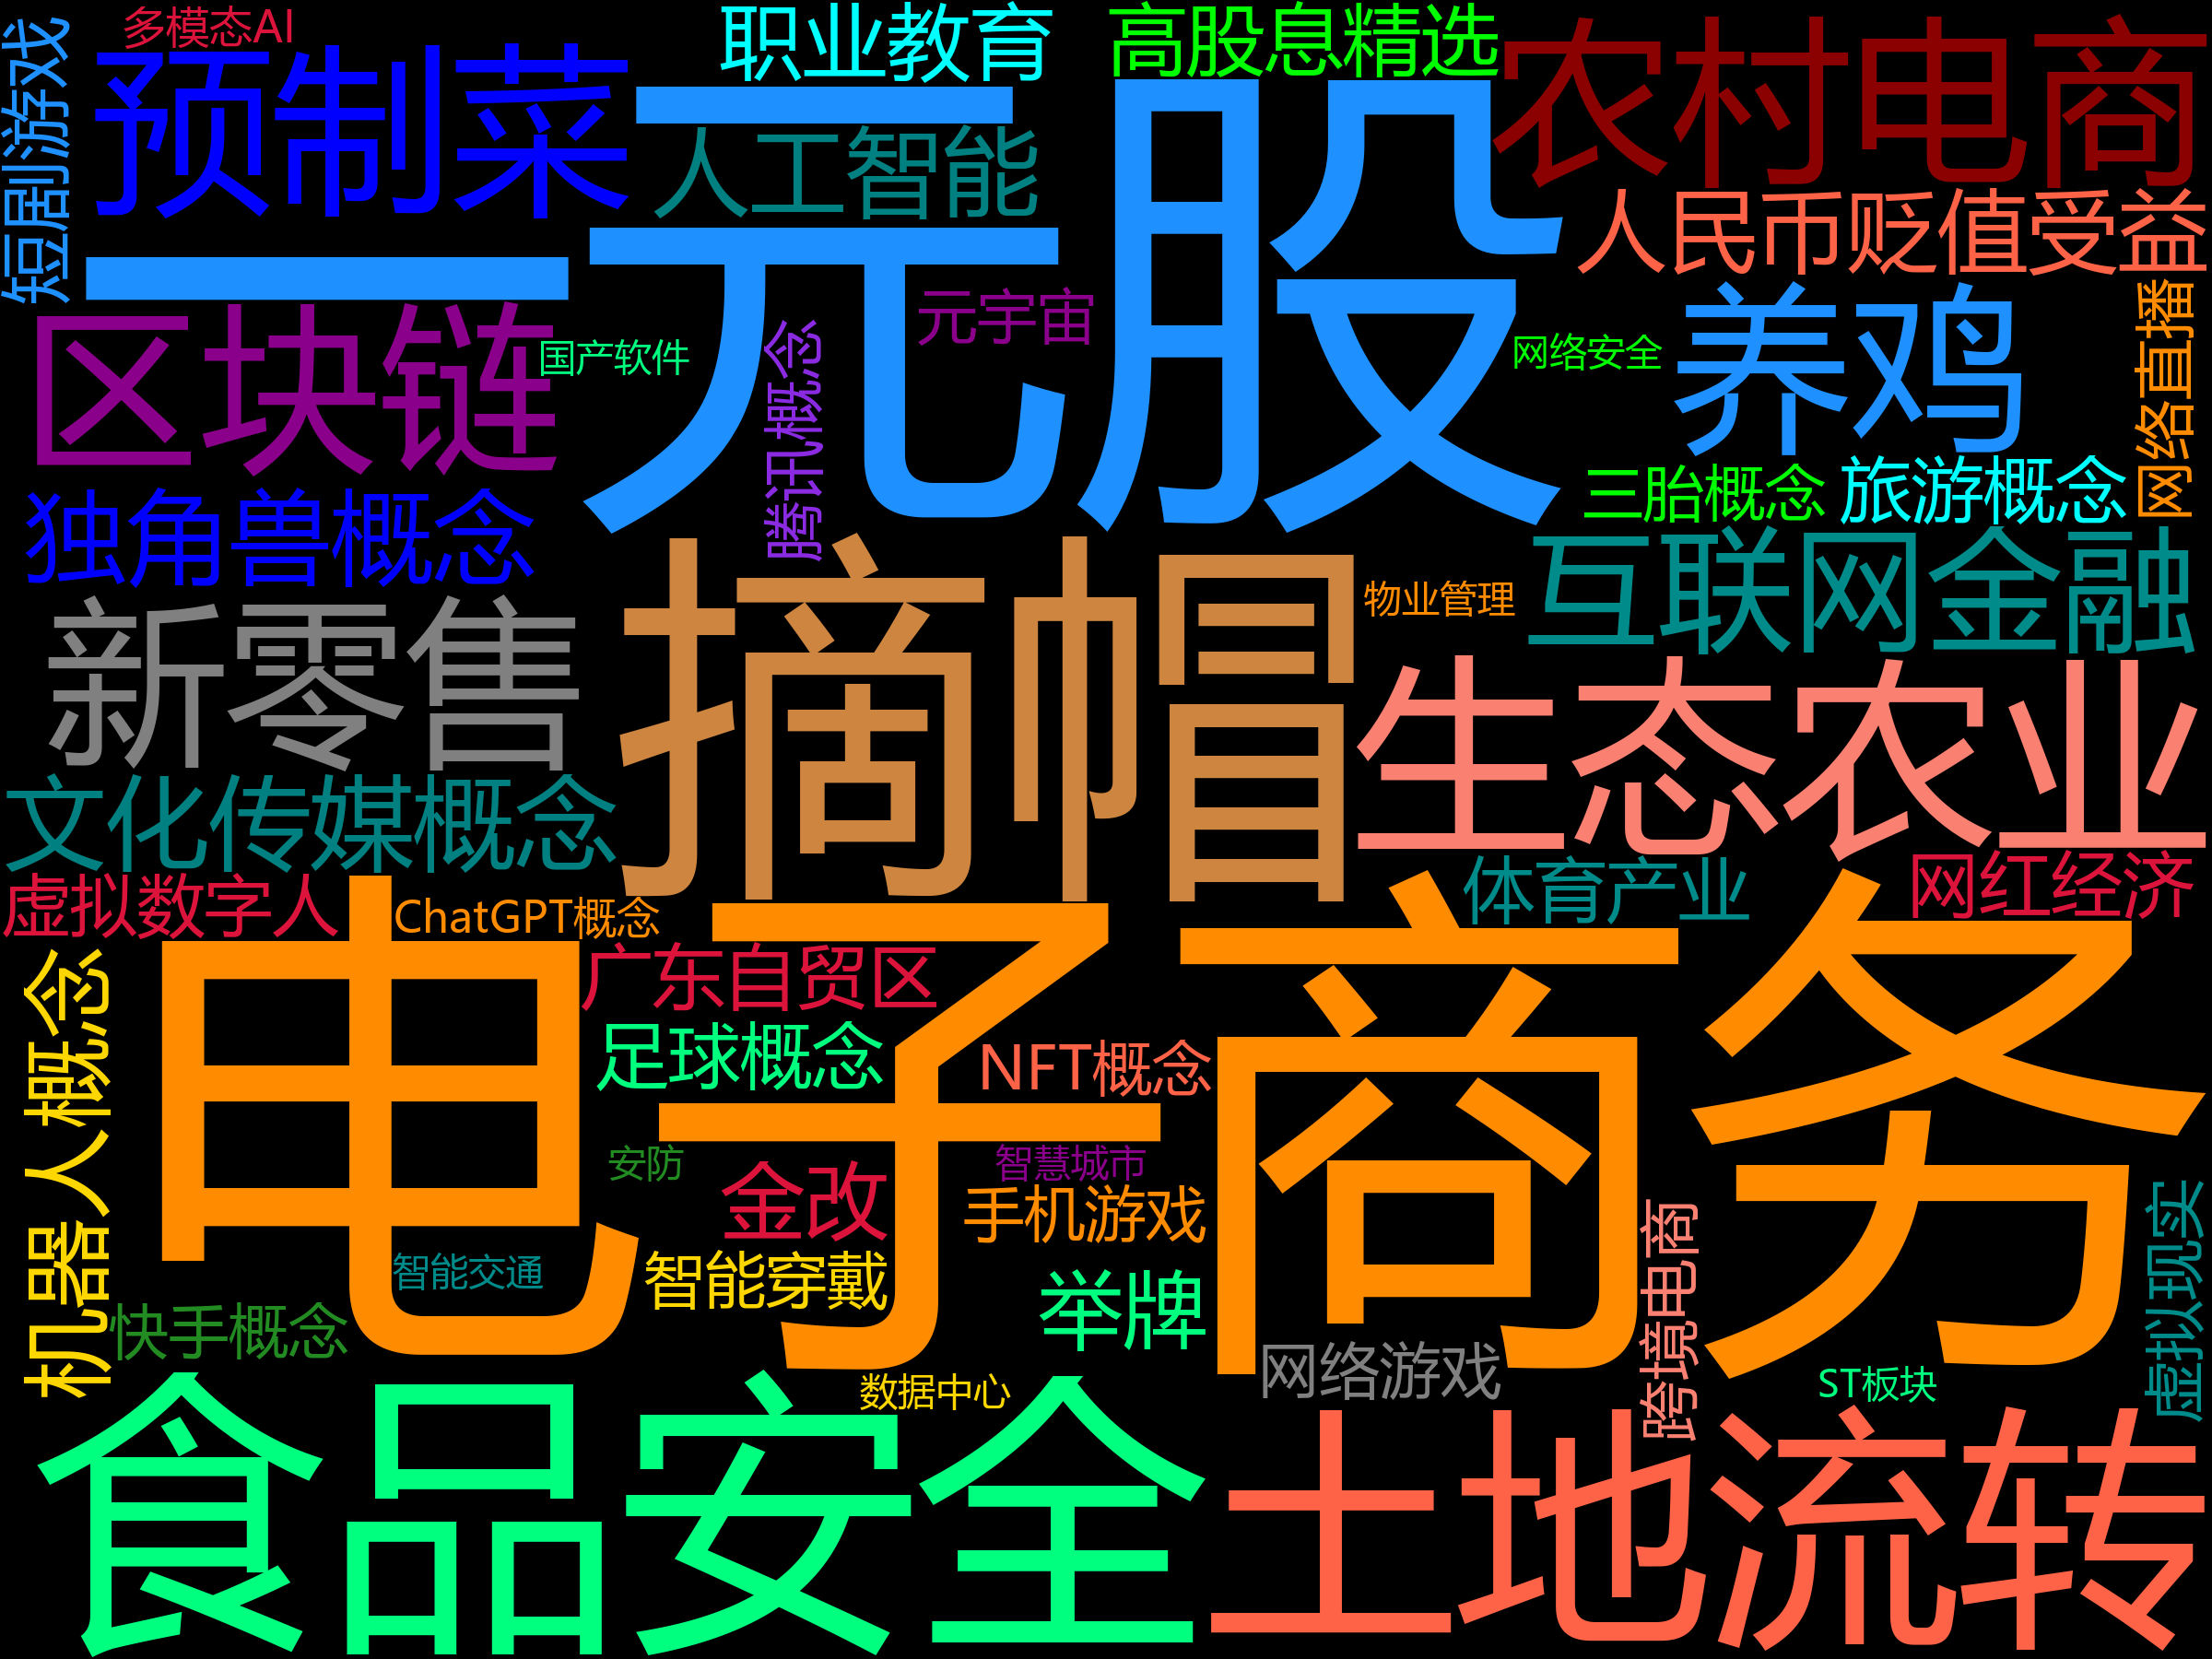 多模态AI
职业教育
高股息精选
农村电商
短剧游戏
预制菜
二元股
人工智能
人民币贬值受益
一
区块链
元宇宙
国产软件
腾讯概念
网络安全
养鸡
网络直播
独角兽概念
三胎概念
旅游概念
摘帽
互联网金融
物业管理
新零售
生态农业
文化传媒概念
体育产业
网红经济
虚拟数字人
ChatGPT概念
电子商务
机器人概念
广东自贸区
足球概念
NFT概念
安防
智慧城市
金改
手机游戏
跨境电商
虚拟现实
智能交通
智能穿戴
举牌
快手概念
网络游戏
数据中心
ST板块
食品安全
土地流转